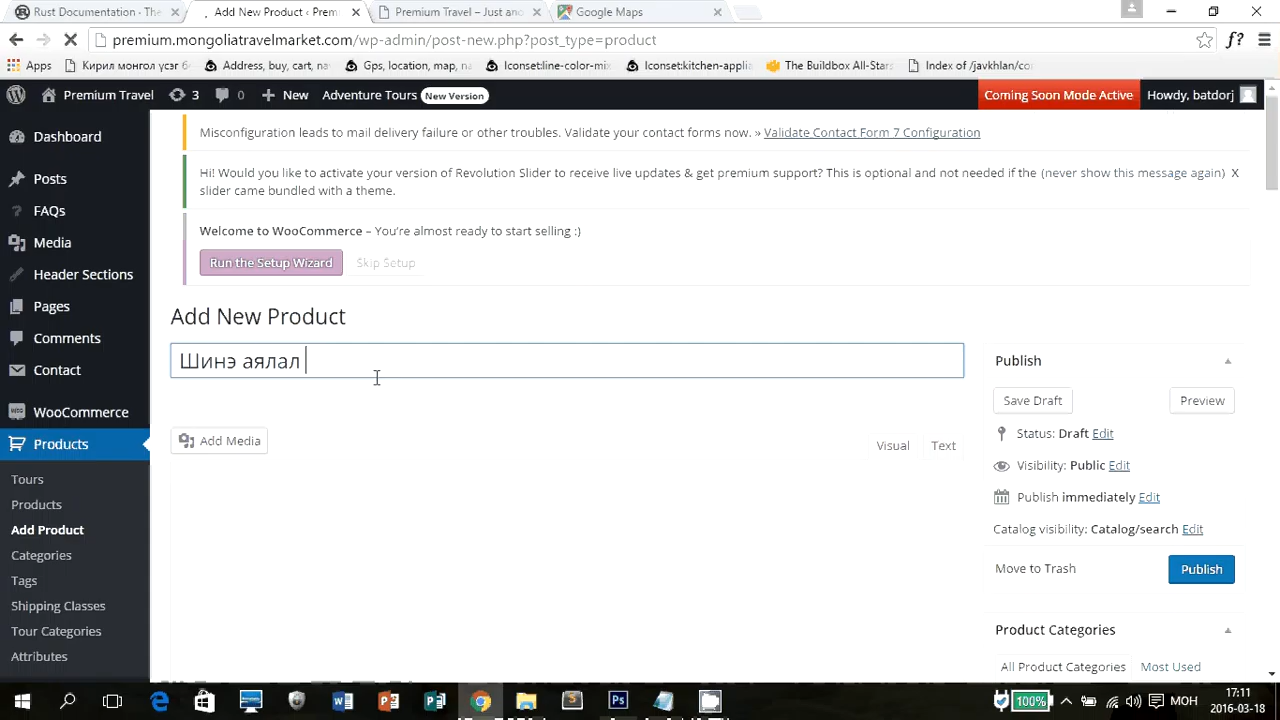 Rust Documentation - The
Add New Product ‹ Premi
Premium Travel – Just ano
Google Maps
premium.mongoliatravelmarket.com/wp-admin/post-new.php?post_type=product
f?
Apps
Кирил монгол үсэг б
Address, buy, cart, na
Gps, location, map, na
Iconset:line-color-mix
Iconset:kitchen-applia
The Buildbox All-Stars
Index of /javkhlan/co
Premium Travel
3
0
New
Adventure Tours
New Version
Coming Soon Mode Active
Howdy, batdorj
Dashboard
Posts
FAQs
Media
Header Sections
Pages
Comments
Contact
WooCommerce
Products
Tours
Products
Add Product
Categories
Tags
Shipping Classes
Tour Categories
Attributes
Misconfiguration leads to mail delivery failure or other troubles. Validate your contact forms now. » Validate Contact Form 7 Configuration
Hi! Would you like to activate your version of Revolution Slider to receive live updates & get premium support? This is optional and not needed if the slider came bundled with a theme.
(never show this message again) X
Welcome to WooCommerce – You're almost ready to start selling :)
Run the Setup Wizard
Skip Setup
Add New Product
Шинэ аялал
Add Media
Visual
Text
Publish
Save Draft
Preview
Status: Draft Edit
Visibility: Public Edit
Publish immediately Edit
Catalog visibility: Catalog/search Edit
Move to Trash
Publish
Product Categories
All Product Categories
Most Used
100%
МОН
17:11
2016-03-18